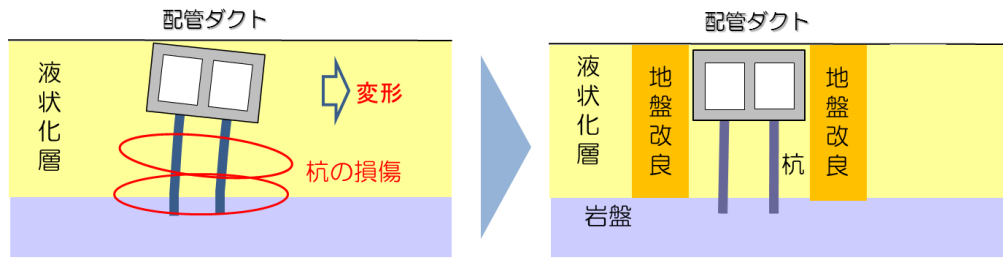 配管ダクト
液状化層
変形
杭の損傷
配管ダクト
液状化層
地盤改良
地盤改良
杭
岩盤